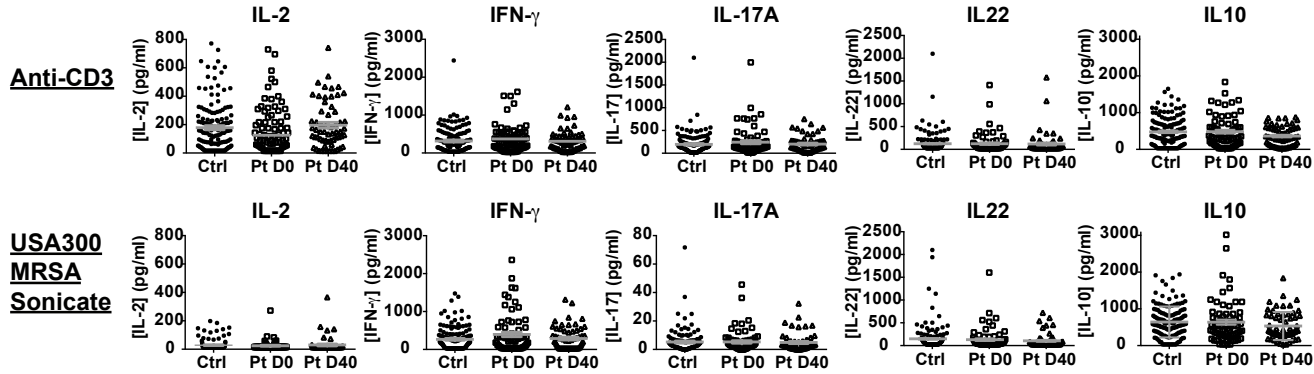 IL-2 IFN-γ IL-17A IL22 IL10
Anti-CD3
[IL-2] (pg/ml)
800
600
400
200
0
Ctrl Pt D0 Pt D40
[IFN-γ] (pg/ml)
3000
2000
1000
0
Ctrl Pt D0 Pt D40
[IL-17] (pg/ml)
2500
2000
1500
1000
500
0
Ctrl Pt D0 Pt D40
[IL-22] (pg/ml)
2500
2000
1500
1000
500
0
Ctrl Pt D0 Pt D40
[IL-10] (pg/ml)
3000
2000
1000
0
Ctrl Pt D0 Pt D40
IL-2 IFN-γ IL-17A IL22 IL10
USA300
MRSA
Sonicate
[IL-2] (pg/ml)
800
600
400
200
0
Ctrl Pt D0 Pt D40
[IFN-γ] (pg/ml)
3000
2000
1000
0
Ctrl Pt D0 Pt D40
[IL-17] (pg/ml)
80
60
40
20
0
Ctrl Pt D0 Pt D40
[IL-22] (pg/ml)
2500
2000
1500
1000
500
0
Ctrl Pt D0 Pt D40
[IL-10] (pg/ml)
3000
2000
1000
0
Ctrl Pt D0 Pt D40